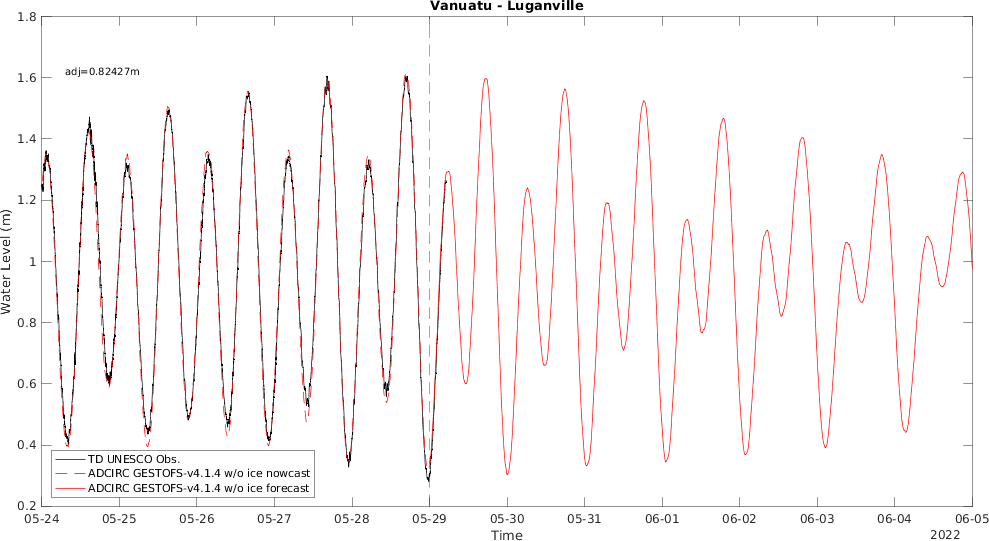 Vanuatu - Luganville
1.8
1.6
1.4
1.2
1
0.8
0.6
0.4
0.2
Water Level (m)
adj=0.82427m
TD UNESCO Obs.
ADCIRC GESTOFS-v4.1.4 w/o ice nowcast
ADCIRC GESTOFS-v4.1.4 w/o ice forecast
05-24 05-25 05-26 05-27 05-28 05-29 05-30 05-31 06-01 06-02 06-03 06-04 06-05
Time
2022